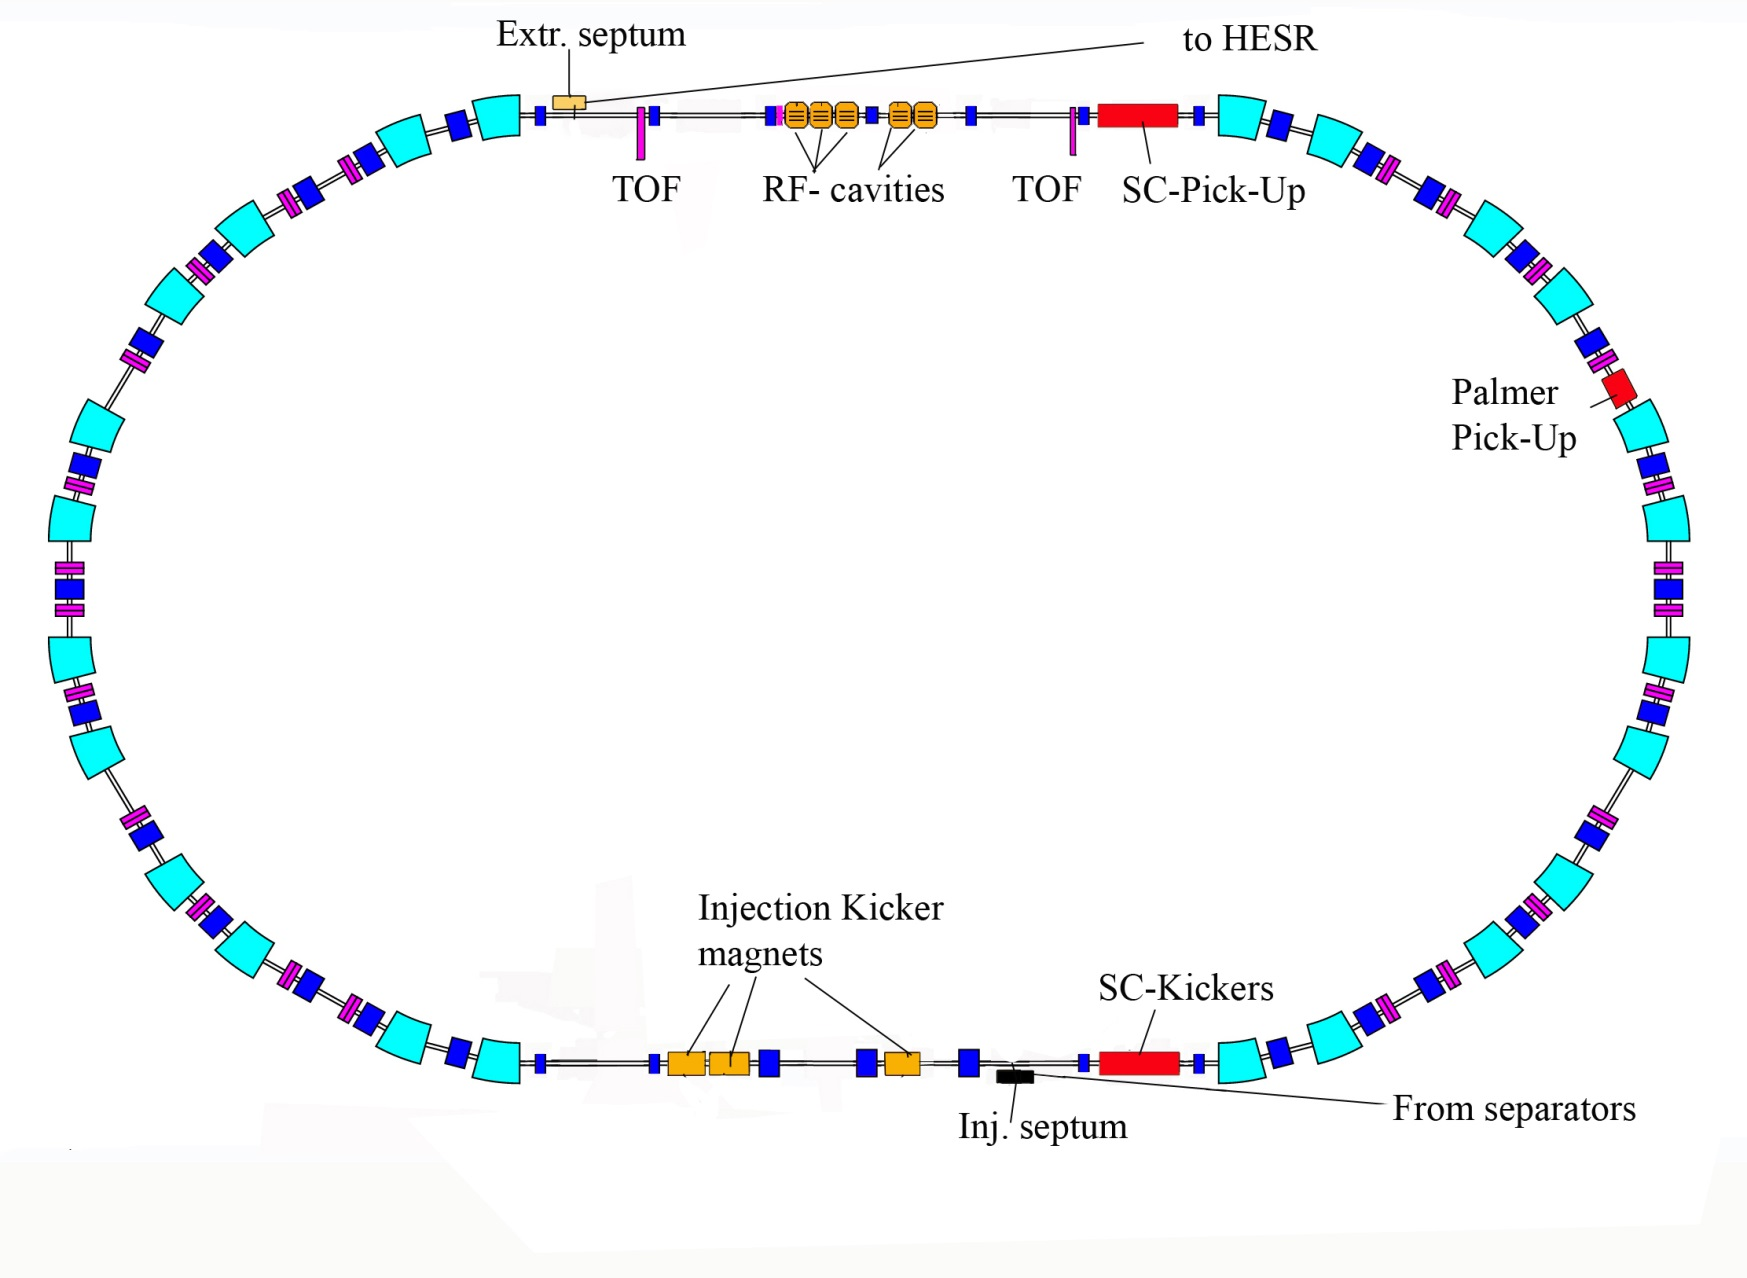 Extr. septum
to HESR
TOF
RF- cavities
TOF
SC-Pick-Up
Palmer
Pick-Up
Injection Kicker
magnets
SC-Kickers
From separators
Inj. septum